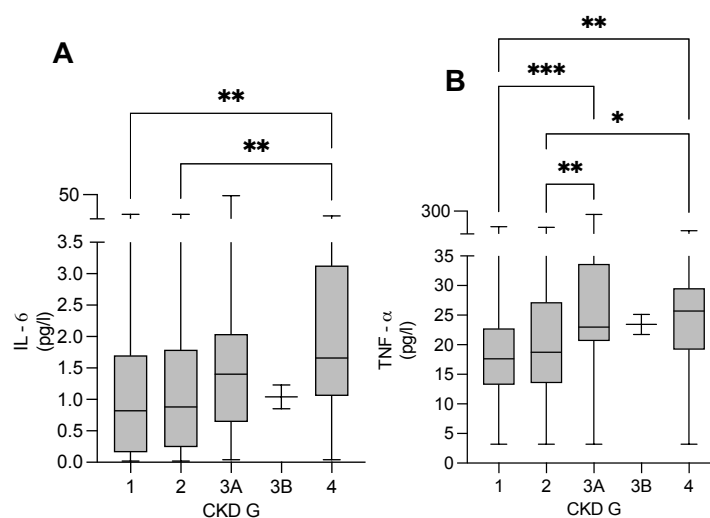 A
**
**
50
3.5
3.0
2.5
2.0
1.5
1.0
0.5
0.0
IL - 6
(pg/l)
1 2 3A 3B 4
CKD G
B
**
***
*
**
300
35
30
25
20
15
10
5
0
TNF - α
(pg/l)
1 2 3A 3B 4
CKD G